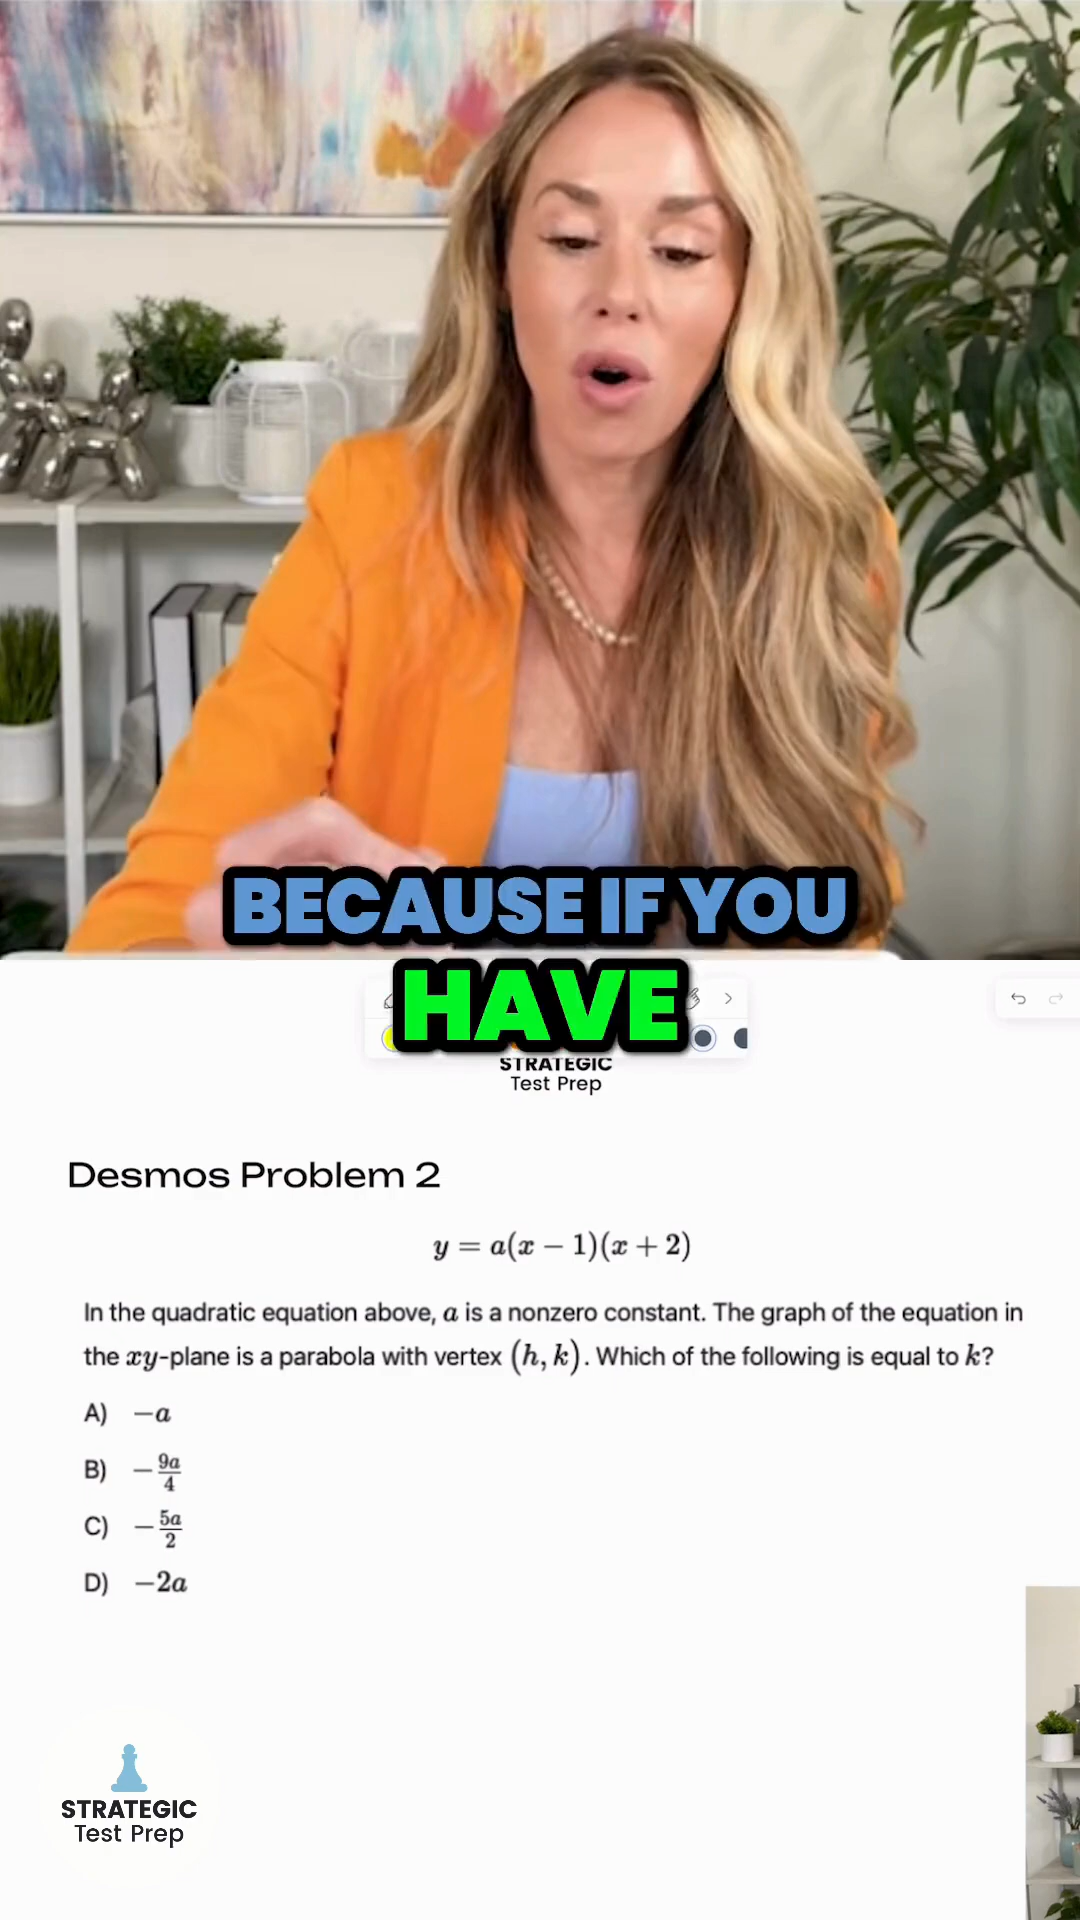 BECAUSE IF YOU
HAVE
STRATEGIC
Test Prep
Desmos Problem 2
y = a(x − 1)(x + 2)
In the quadratic equation above, a is a nonzero constant. The graph of the equation in
the xy-plane is a parabola with vertex (h, k). Which of the following is equal to k?
A) −a
B) −9a/4
C) −5a/2
D) −2a
STRATEGIC
Test Prep